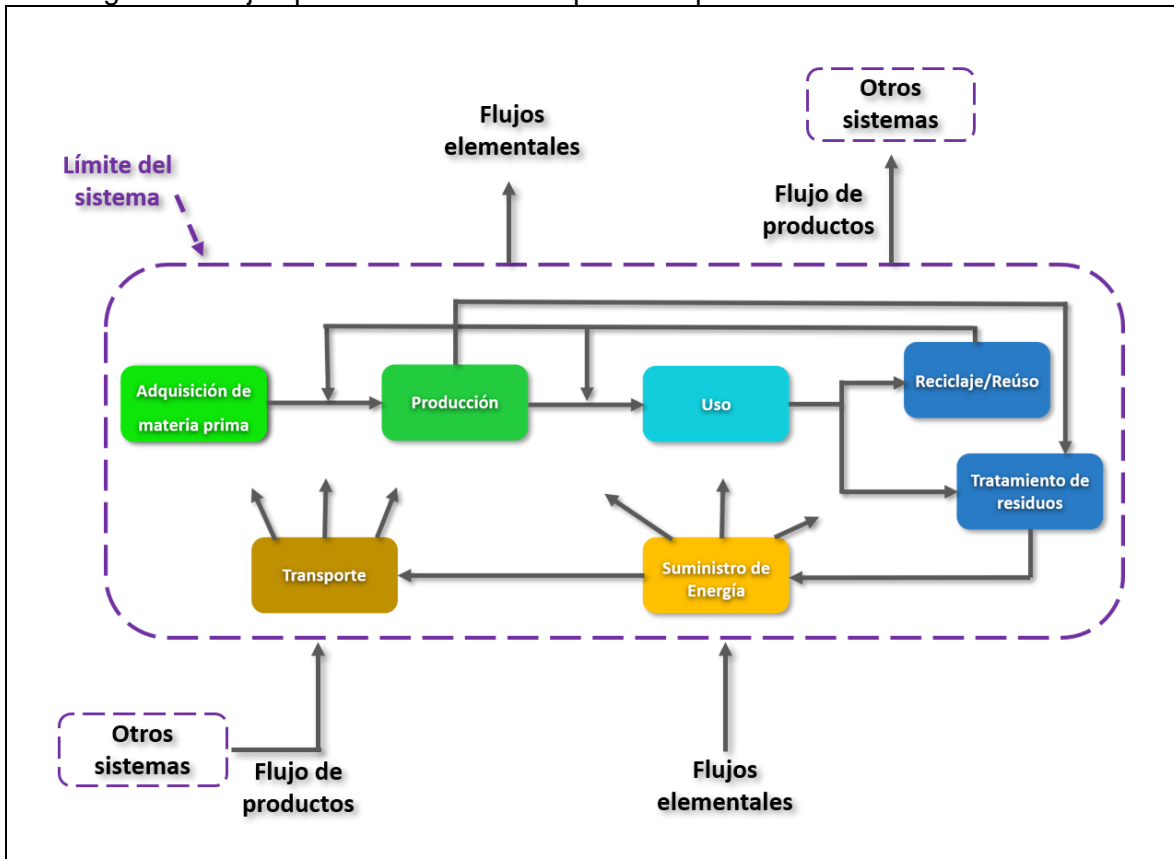 Otros
sistemas
Flujos
elementales
Límite del
sistema
Flujo de
productos
Adquisición de
materia prima
Producción
Uso
Reciclaje/Reúso
Tratamiento de
residuos
Transporte
Suministro de
Energía
Otros
sistemas
Flujo de
productos
Flujos
elementales